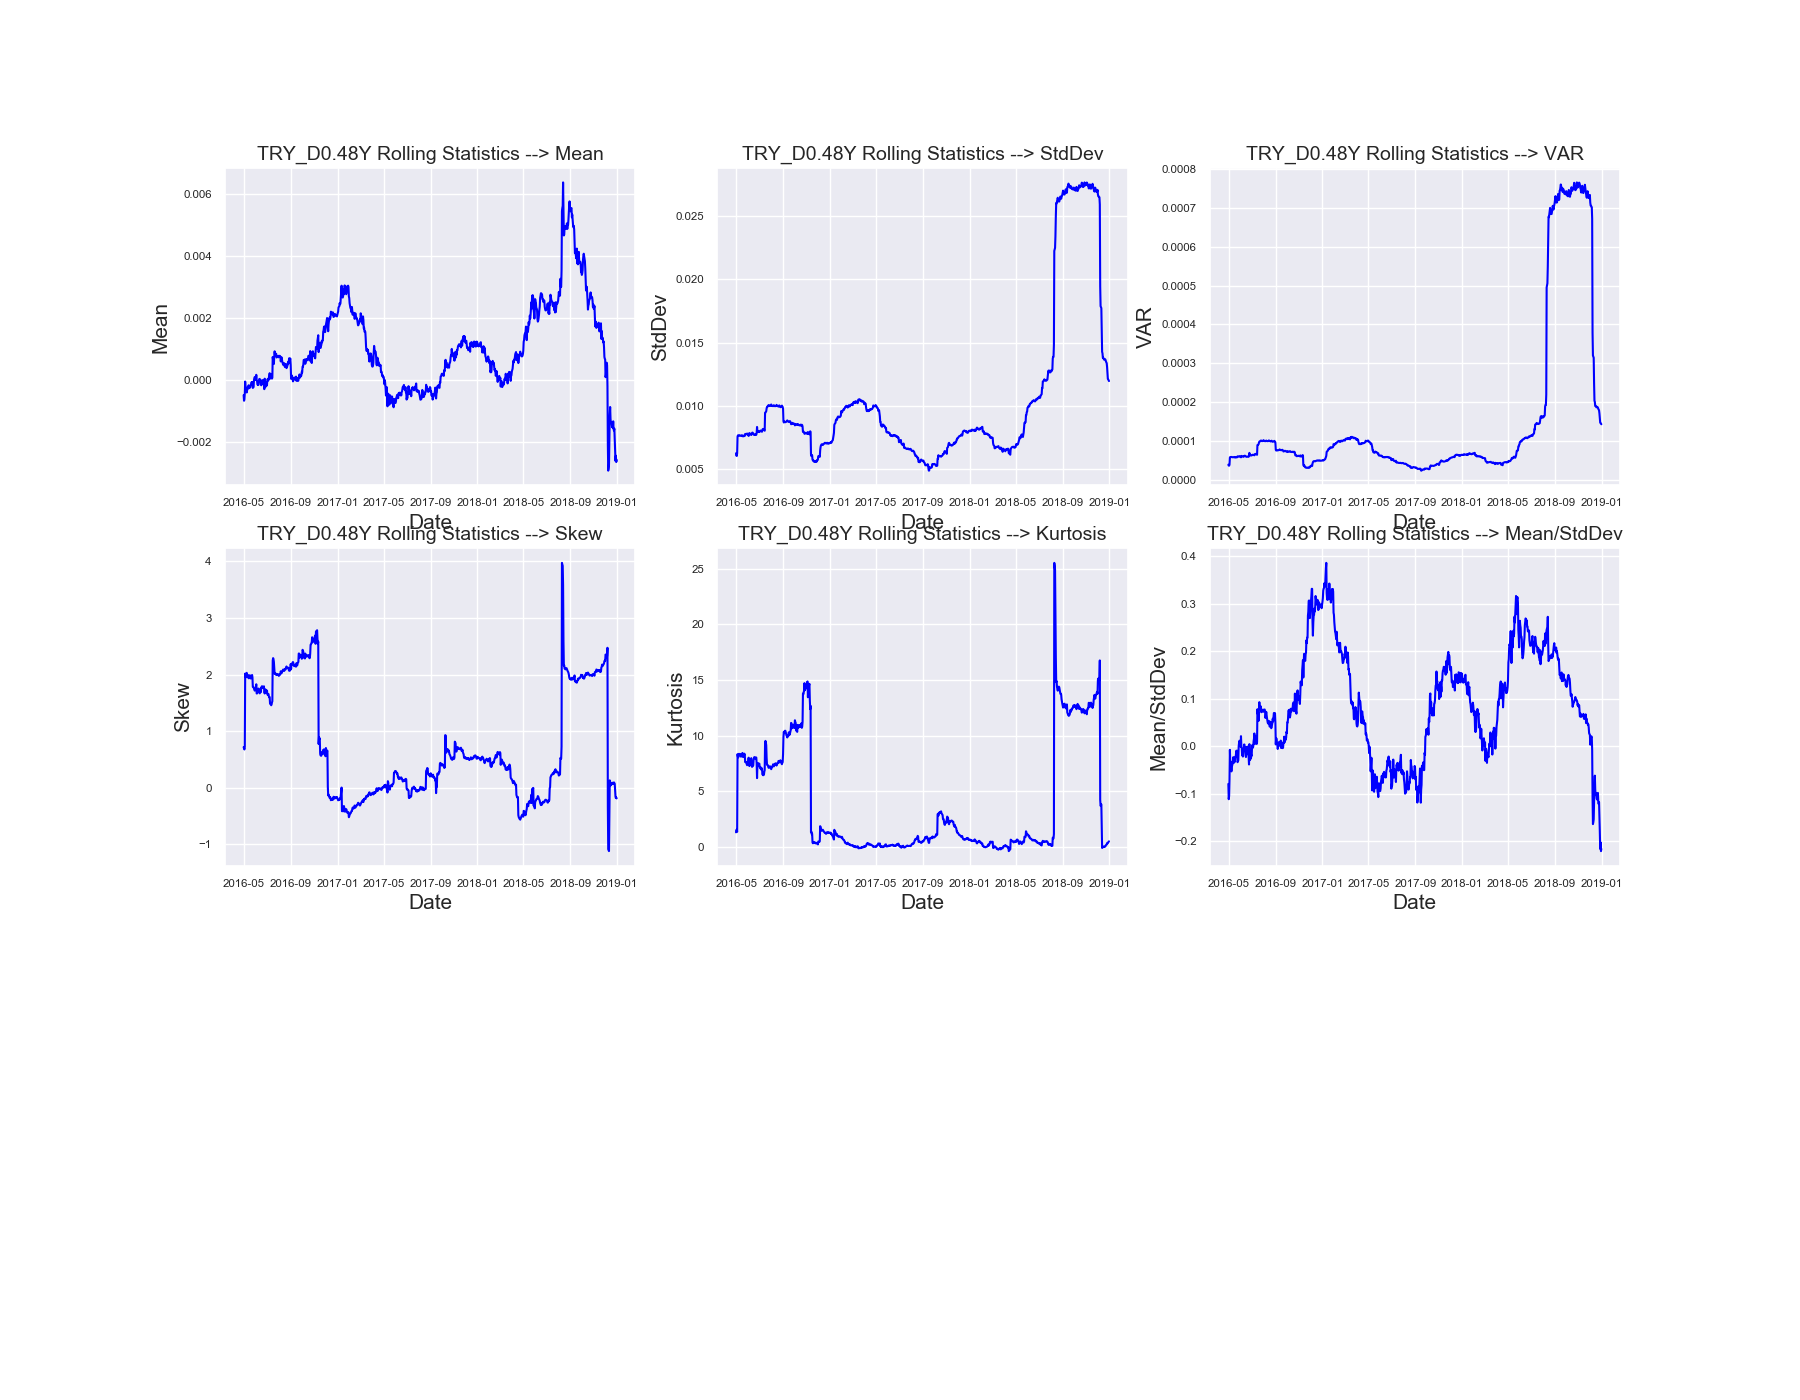 TRY_D0.48Y Rolling Statistics --> Mean
0.006
0.004
0.002
0.000
−0.002
Mean
2016-05 2016-09 2017-01 2017-05 2017-09 2018-01 2018-05 2018-09 2019-01
Date
TRY_D0.48Y Rolling Statistics --> StdDev
0.025
0.020
0.015
0.010
0.005
StdDev
2016-05 2016-09 2017-01 2017-05 2017-09 2018-01 2018-05 2018-09 2019-01
Date
TRY_D0.48Y Rolling Statistics --> VAR
0.0008
0.0007
0.0006
0.0005
0.0004
0.0003
0.0002
0.0001
0.0000
VAR
2016-05 2016-09 2017-01 2017-05 2017-09 2018-01 2018-05 2018-09 2019-01
Date
TRY_D0.48Y Rolling Statistics --> Skew
4
3
2
1
0
−1
Skew
2016-05 2016-09 2017-01 2017-05 2017-09 2018-01 2018-05 2018-09 2019-01
Date
TRY_D0.48Y Rolling Statistics --> Kurtosis
25
20
15
10
5
0
Kurtosis
2016-05 2016-09 2017-01 2017-05 2017-09 2018-01 2018-05 2018-09 2019-01
Date
TRY_D0.48Y Rolling Statistics --> Mean/StdDev
0.4
0.3
0.2
0.1
0.0
−0.1
−0.2
Mean/StdDev
2016-05 2016-09 2017-01 2017-05 2017-09 2018-01 2018-05 2018-09 2019-01
Date